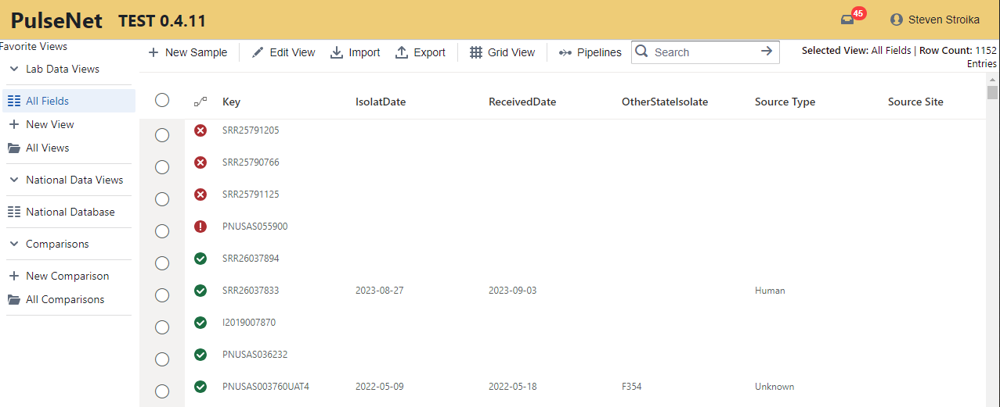 PulseNet TEST 0.4.11
45
Steven Stroika
Favorite Views
Lab Data Views
All Fields
New View
All Views
National Data Views
National Database
Comparisons
New Comparison
All Comparisons
New Sample Edit View Import Export Grid View Pipelines Search
Selected View: All Fields | Row Count: 1152
Entries
Key IsolatDate ReceivedDate OtherStateIsolate Source Type Source Site
SRR25791205
SRR25790766
SRR25791125
PNUSAS055900
SRR26037894
SRR26037833 2023-08-27 2023-09-03 Human
I2019007870
PNUSAS036232
PNUSAS003760UAT4 2022-05-09 2022-05-18 F354 Unknown